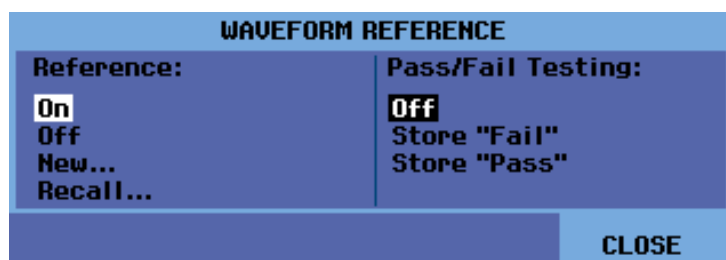 WAVEFORM REFERENCE
Reference:
On
Off
New...
Recall...
Pass/Fail Testing:
Off
Store "Fail"
Store "Pass"
CLOSE